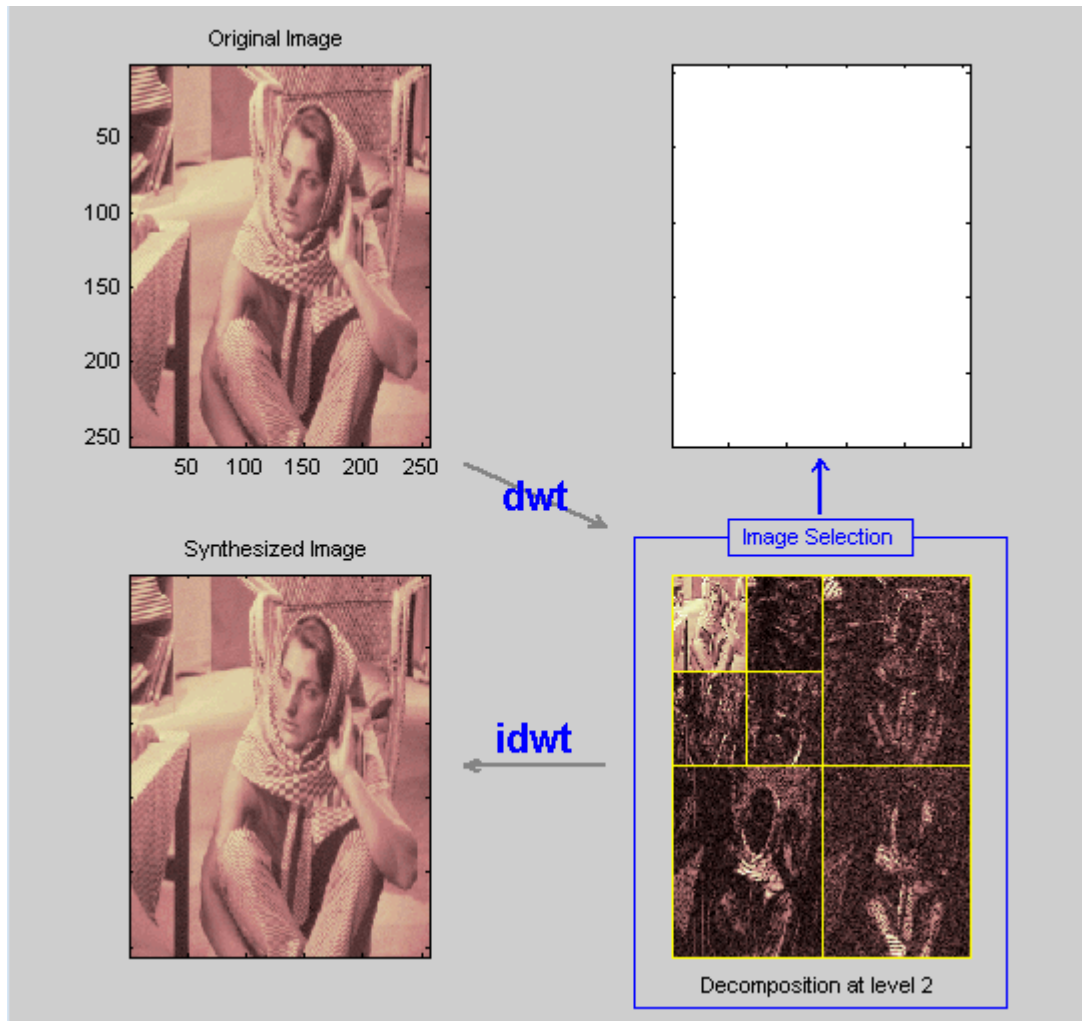 Original Image
50
100
150
200
250
50 100 150 200 250
dwt
Image Selection
Synthesized Image
idwt
Decomposition at level 2